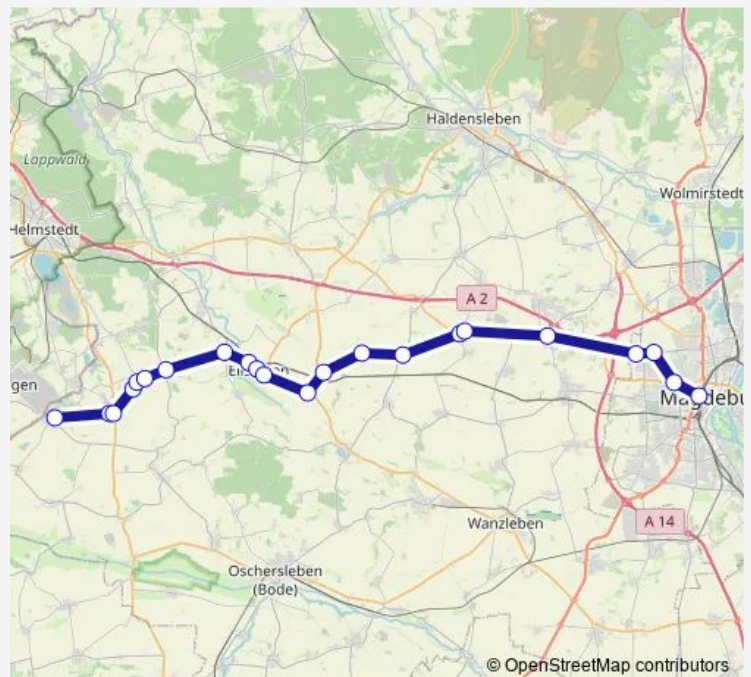 Haldensleben
Lappwald
Wolmirstedt
Helmstedt
A 2
gen
Magdebu
Wanzleben
A 14
Oschersleben
(Bode)
© OpenStreetMap contributors